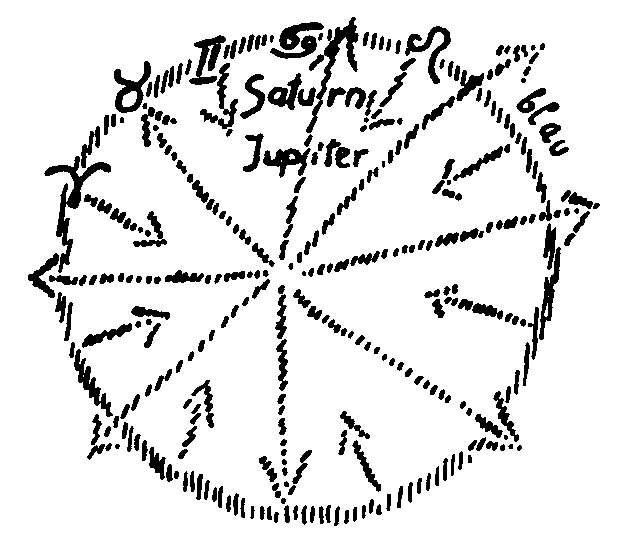 ♉ ♊ ♋ ♌
Saturn
blau
Jupiter
♈